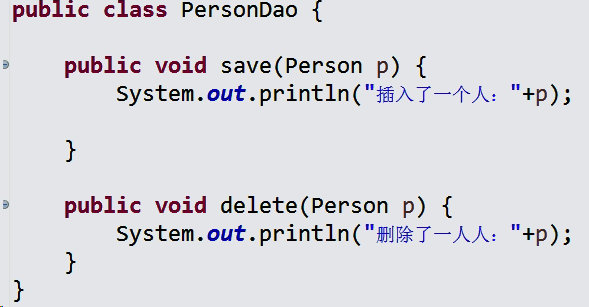 public class PersonDao {
public void save(Person p) {
System.out.println("插入了一个人："+p);
}
public void delete(Person p) {
System.out.println("删除了一人人："+p);
}
}